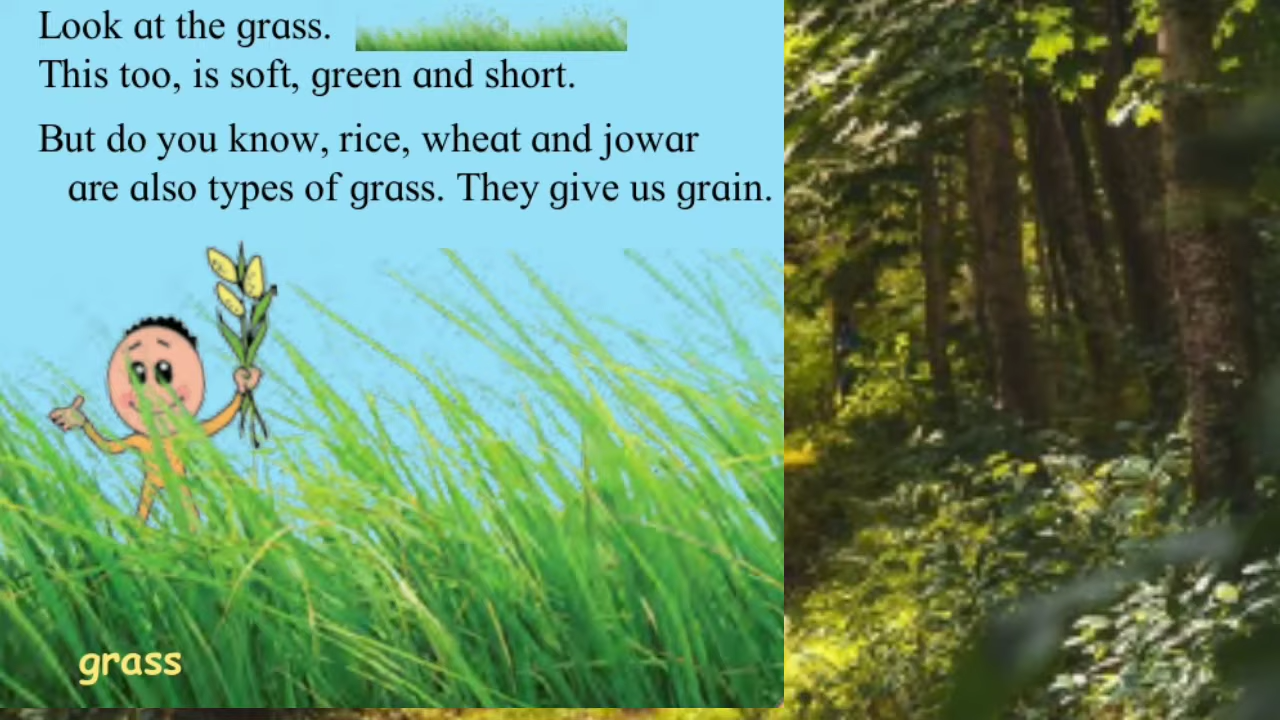 Look at the grass.
This too, is soft, green and short.
But do you know, rice, wheat and jowar
are also types of grass. They give us grain.
grass